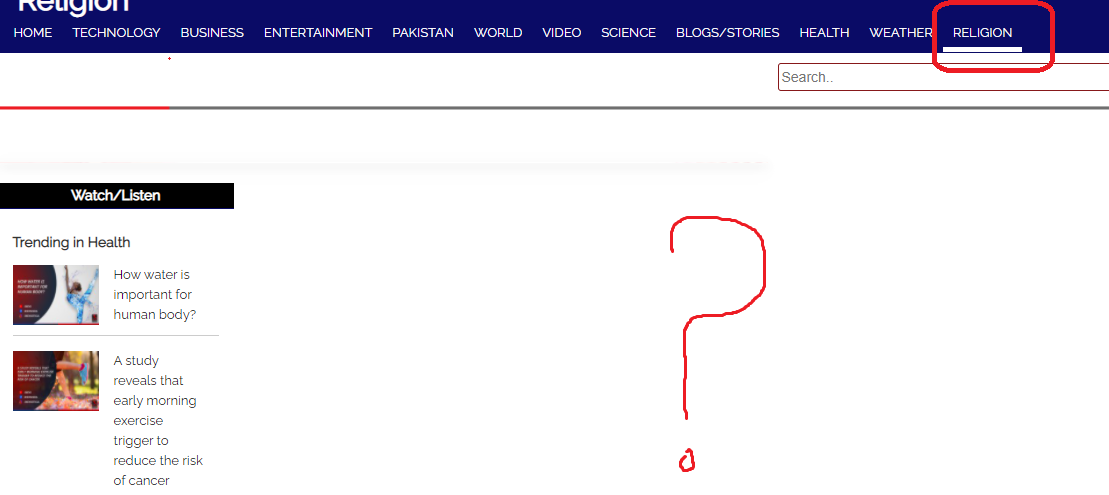 Religion
HOME TECHNOLOGY BUSINESS ENTERTAINMENT PAKISTAN WORLD VIDEO SCIENCE BLOGS/STORIES HEALTH WEATHER RELIGION
Search..
Watch/Listen
Trending in Health
How water is
important for
human body?
A study
reveals that
early morning
exercise
trigger to
reduce the risk
of cancer
?